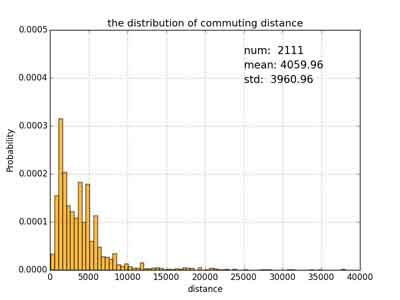 the distribution of commuting distance
0.0005
num: 2111
mean: 4059.96
std: 3960.96
0.0004
0.0003
Probability
0.0002
0.0001
0.0000
0 5000 10000 15000 20000 25000 30000 35000 40000
distance